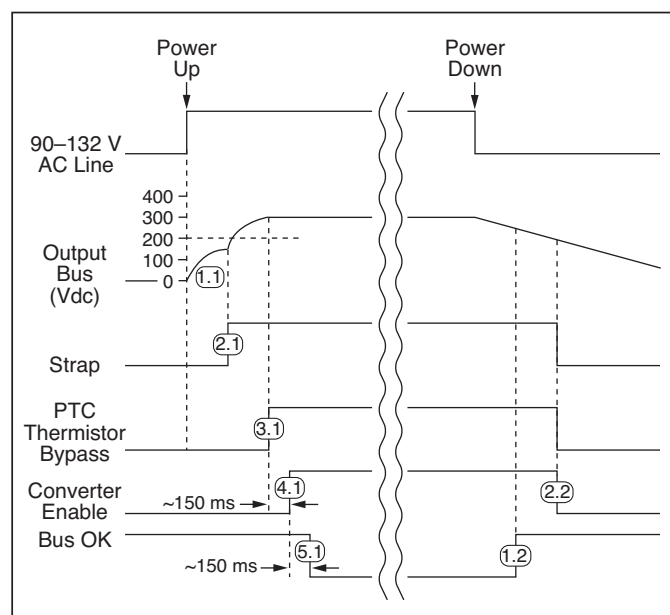 Power
Up
Power
Down
90–132 V
AC Line
400
300
200
100
0
Output
Bus
(Vdc)
1.1
Strap
2.1
PTC
Thermistor
Bypass
3.1
Converter
Enable
~150 ms
4.1
2.2
Bus OK
~150 ms
5.1
1.2